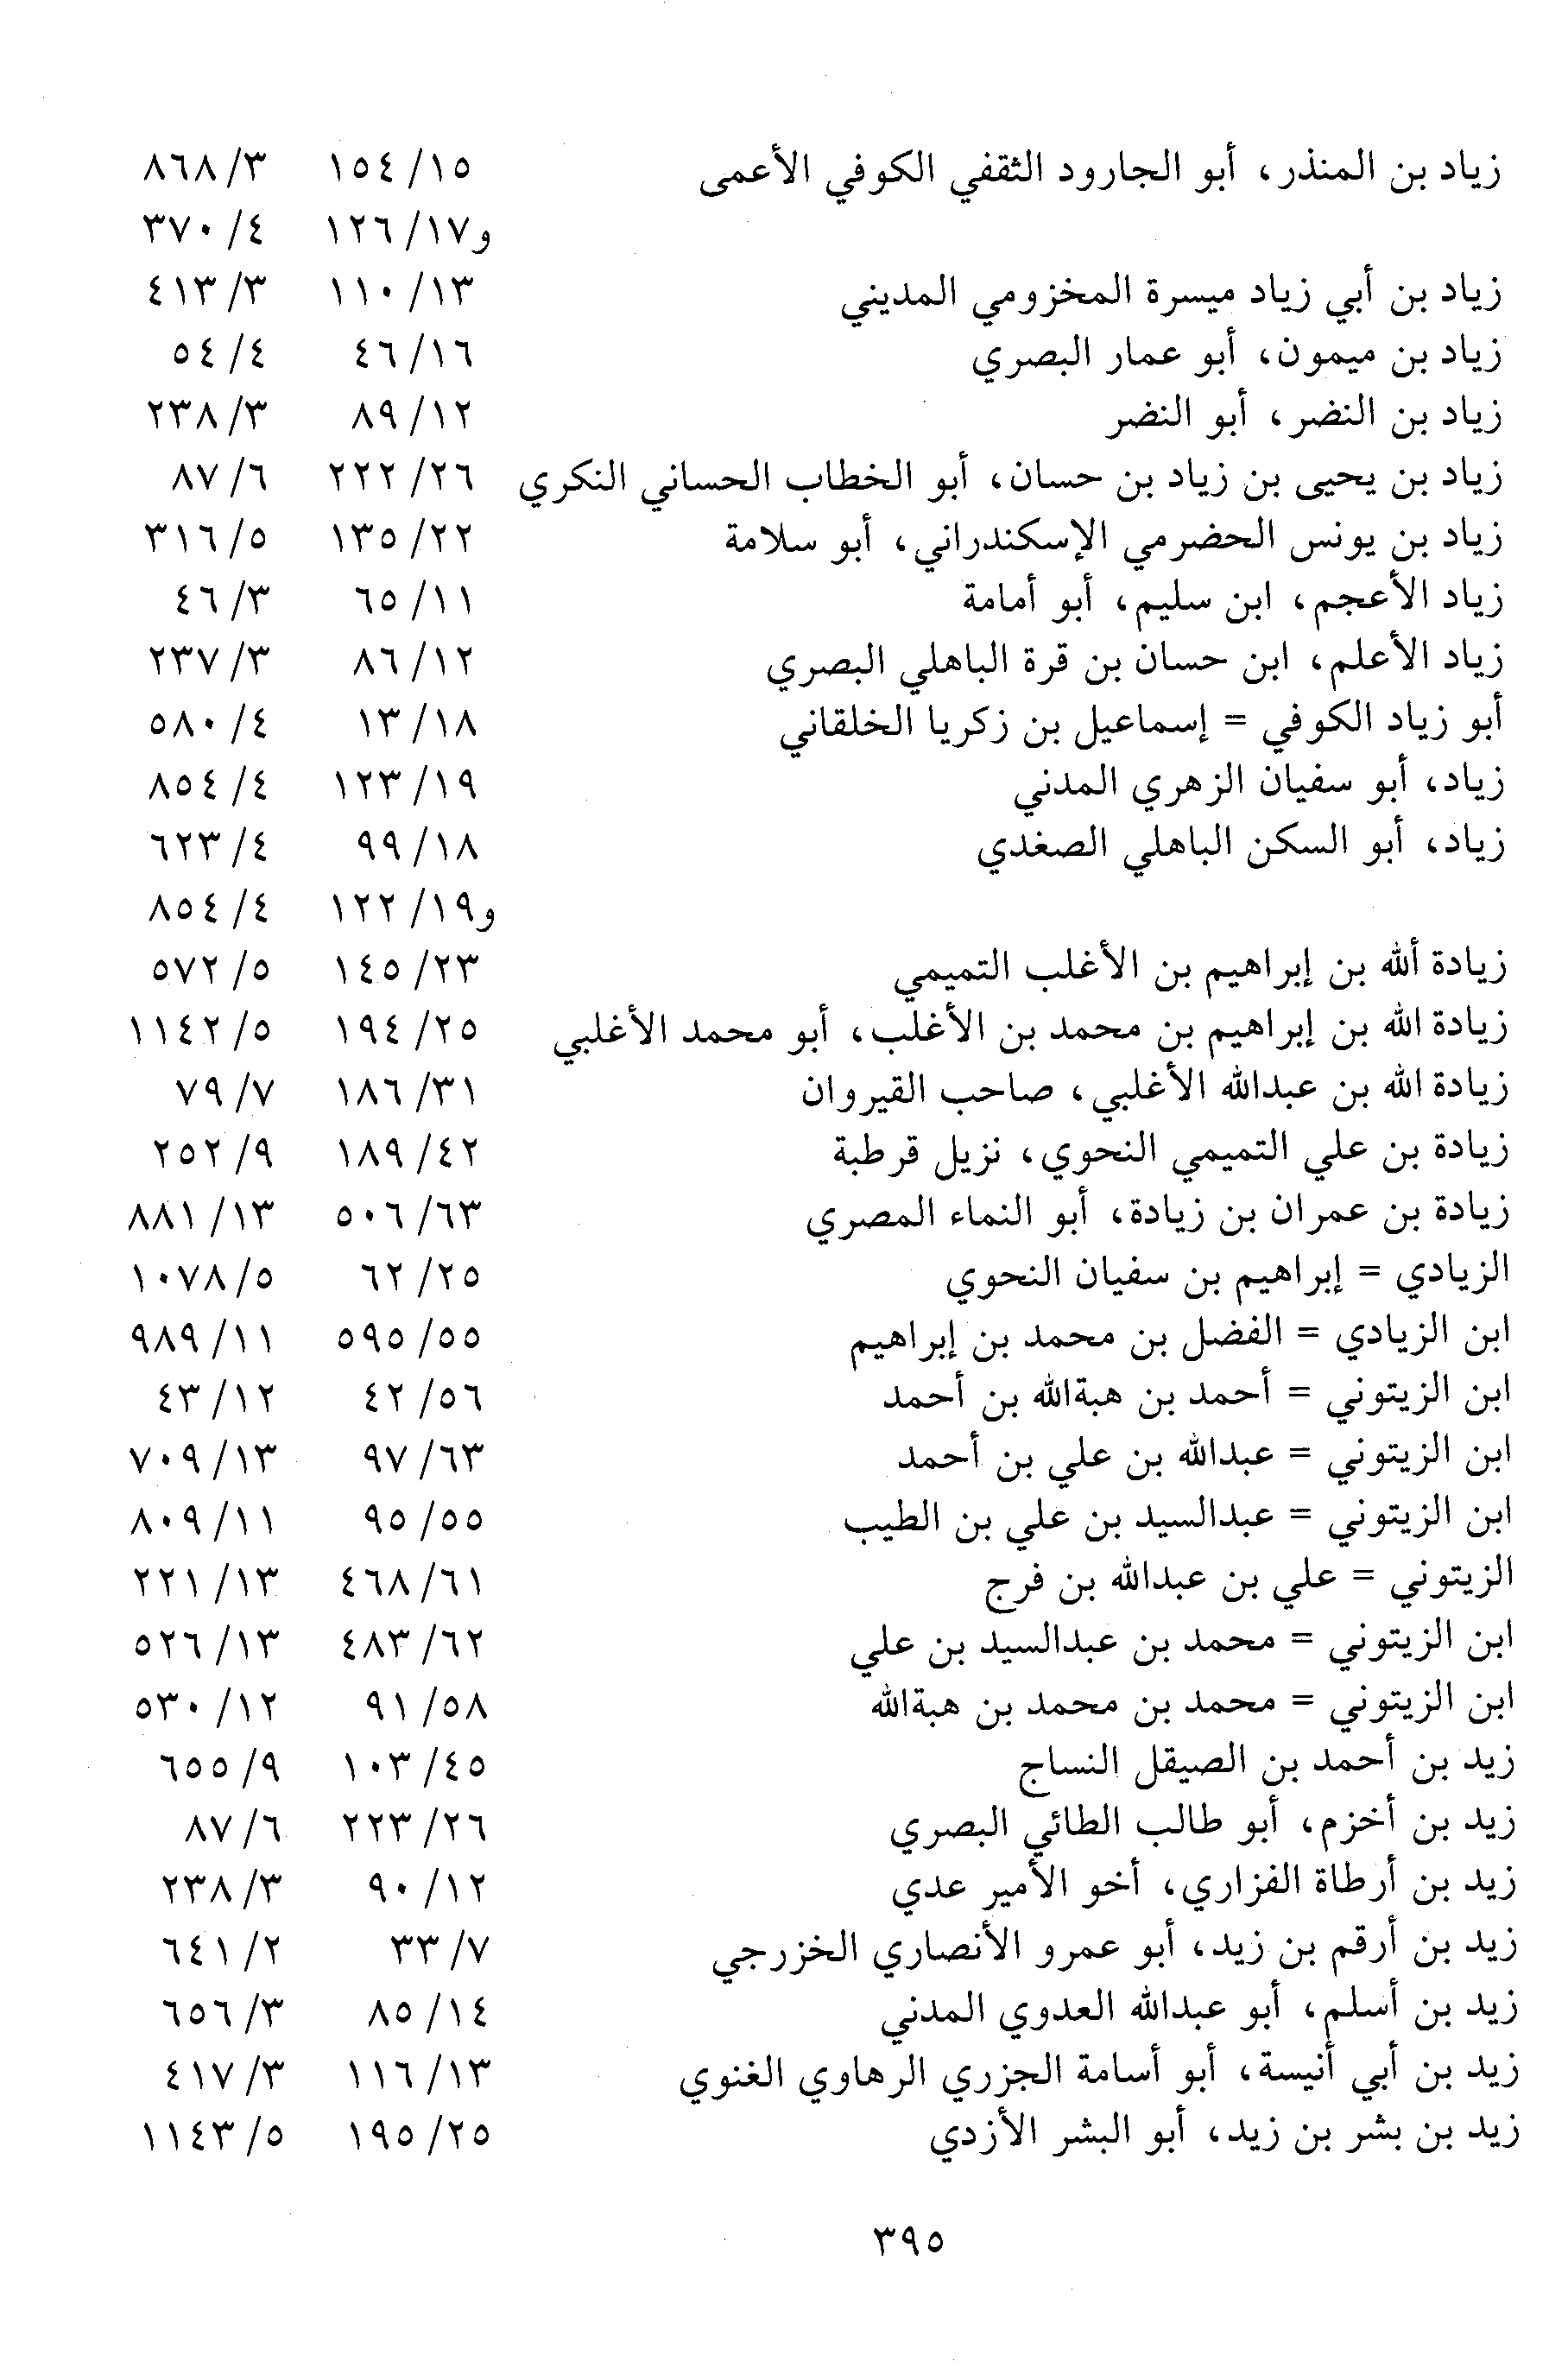 زياد بن المنذر، أبو الجارود الثقفي الكوفي الأعمى ١٥/ ١٥٤ ٣/ ٨٦٨
و١٧/ ١٢٦ ٤/ ٣٧٠
زياد بن أبي زياد ميسرة المخزومي المديني ١٣/ ١١٠ ٣/ ٤١٣
زياد بن ميمون، أبو عمار البصري ١٦/ ٤٦ ٤/ ٥٤
زياد بن النضر، أبو النضر ١٢/ ٨٩ ٣/ ٢٣٨
زياد بن يحيى بن زياد بن حسان، أبو الخطاب الحساني النكري ٢٦/ ٢٢٢ ٦/ ٨٧
زياد بن يونس الحضرمي الإسكندراني، أبو سلامة ٢٢/ ١٣٥ ٥/ ٣١٦
زياد الأعجم، ابن سليم، أبو أمامة ١١/ ٦٥ ٣/ ٤٦
زياد الأعلم، ابن حسان بن قرة الباهلي البصري ١٢/ ٨٦ ٣/ ٢٣٧
أبو زياد الكوفي = إسماعيل بن زكريا الخلقاني ١٨/ ١٣ ٤/ ٥٨٠
زياد، أبو سفيان الزهري المدني ١٩/ ١٢٣ ٤/ ٨٥٤
زياد، أبو السكن الباهلي الصغدي ١٨/ ٩٩ ٤/ ٦٢٣
و١٩/ ١٢٢ ٤/ ٨٥٤
زيادة ألله بن إبراهيم بن الأغلب التميمي ٢٣/ ١٤٥ ٥/ ٥٧٢
زيادة الله بن إبراهيم بن محمد بن الأغلب، أبو محمد الأغلبي ٢٥/ ١٩٤ ٥/ ١١٤٢
زيادة الله بن عبدالله الأغلبي، صاحب القيروان ٣١/ ١٨٦ ٧/ ٧٩
زيادة بن علي التميمي النحوي، نزيل قرطبة ٤٢/ ١٨٩ ٩/ ٢٥٢
زيادة بن عمران بن زيادة، أبو النماء المصري ٦٣/ ٥٠٦ ١٣/ ٨٨١
الزيادي = إبراهيم بن سفيان النحوي ٢٥/ ٦٢ ٥/ ١٠٧٨
ابن الزيادي = الفضل بن محمد بن إبراهيم ٥٥/ ٥٩٥ ١١/ ٩٨٩
ابن الزيتوني = أحمد بن هبةالله بن أحمد ٥٦/ ٤٢ ١٢/ ٤٣
ابن الزيتوني = عبدالله بن علي بن أحمد ٦٣/ ٩٧ ١٣/ ٧٠٩
ابن الزيتوني = عبدالسيد بن علي بن الطيب ٥٥/ ٩٥ ١١/ ٨٠٩
الزيتوني = علي بن عبدالله بن فرج ٦١/ ٤٦٨ ١٣/ ٢٢١
ابن الزيتوني = محمد بن عبدالسيد بن علي ٦٢/ ٤٨٣ ١٣/ ٥٢٦
ابن الزيتوني = محمد بن محمد بن هبةالله ٥٨/ ٩١ ١٢/ ٥٣٠
زيد بن أحمد بن الصيقل النساج ٤٥/ ١٠٣ ٩/ ٦٥٥
زيد بن أخزم، أبو طالب الطائي البصري ٢٦/ ٢٢٣ ٦/ ٨٧
زيد بن أرطاة الفزاري، أخو الأمير عدي ١٢/ ٩٠ ٣/ ٢٣٨
زيد بن أرقم بن زيد، أبو عمرو الأنصاري الخزرجي ٧/ ٣٣ ٢/ ٦٤١
زيد بن أسلم، أبو عبدالله العدوي المدني ١٤/ ٨٥ ٣/ ٦٥٦
زيد بن أبي أنيسة، أبو أسامة الجزري الرهاوي الغنوي ١٣/ ١١٦ ٣/ ٤١٧
زيد بن بشر بن زيد، أبو البشر الأزدي ٢٥/ ١٩٥ ٥/ ١١٤٣
٣٩٥